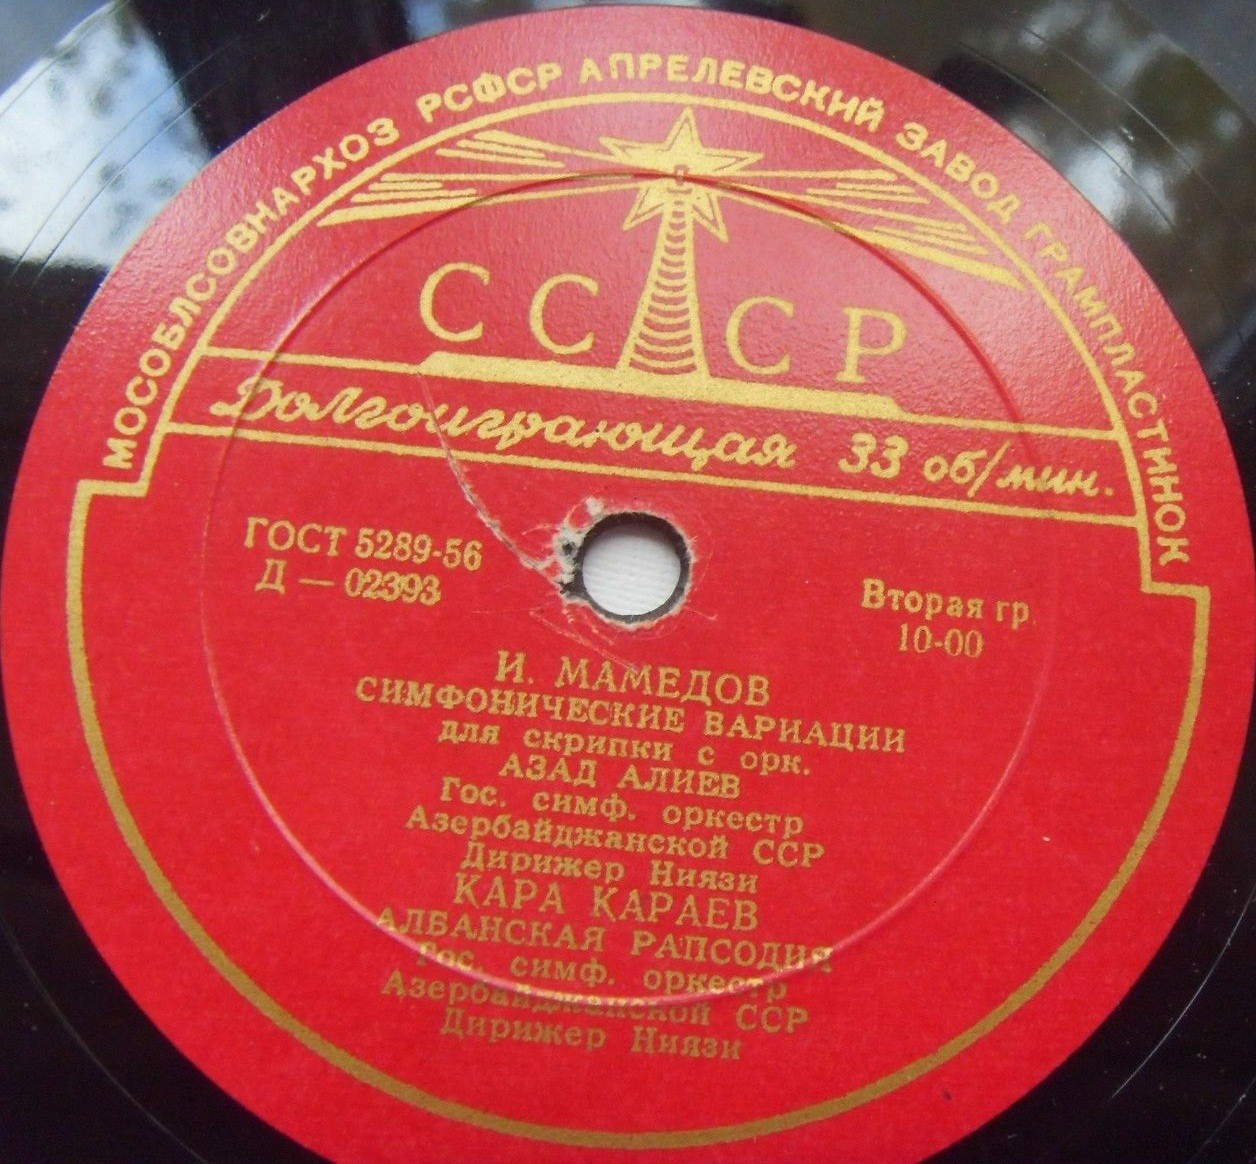 МОСОБЛСОВНАРХОЗ РСФСР АПРЕЛЕВСКИЙ ЗАВОД ГРАМПЛАСТИНОК
СССР
Долгоиграющая 33 об/мин.
ГОСТ 5289-56
Д — 02393
Вторая гр.
10-00
И. МАМЕДОВ
СИМФОНИЧЕСКИЕ ВАРИАЦИИ
для скрипки с орк.
АЗАД АЛИЕВ
Гос. симф. оркестр
Азербайджанской ССР
Дирижер Ниязи
КАРА КАРАЕВ
АЛБАНСКАЯ РАПСОДИЯ
Гос. симф. оркестр
Азербайджанской ССР
Дирижер Ниязи